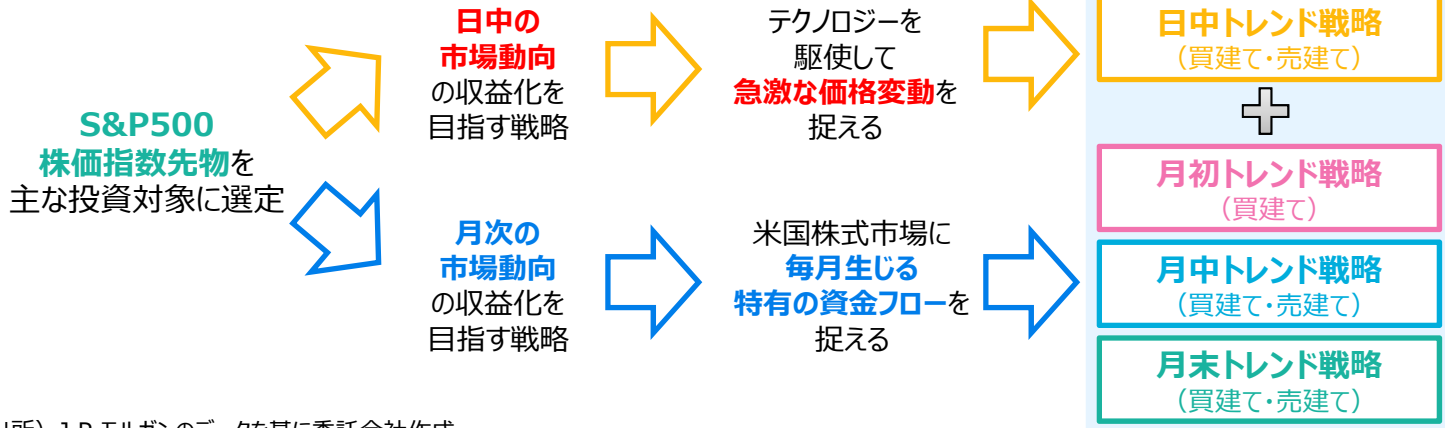 S&P500
株価指数先物を
主な投資対象に選定
日中の
市場動向
の収益化を
目指す戦略
テクノロジーを
駆使して
急激な価格変動を
捉える
日中トレンド戦略
（買建て・売建て）
月次の
市場動向
の収益化を
目指す戦略
米国株式市場に
毎月生じる
特有の資金フローを
捉える
月初トレンド戦略
（買建て）
月中トレンド戦略
（買建て・売建て）
月末トレンド戦略
（買建て・売建て）